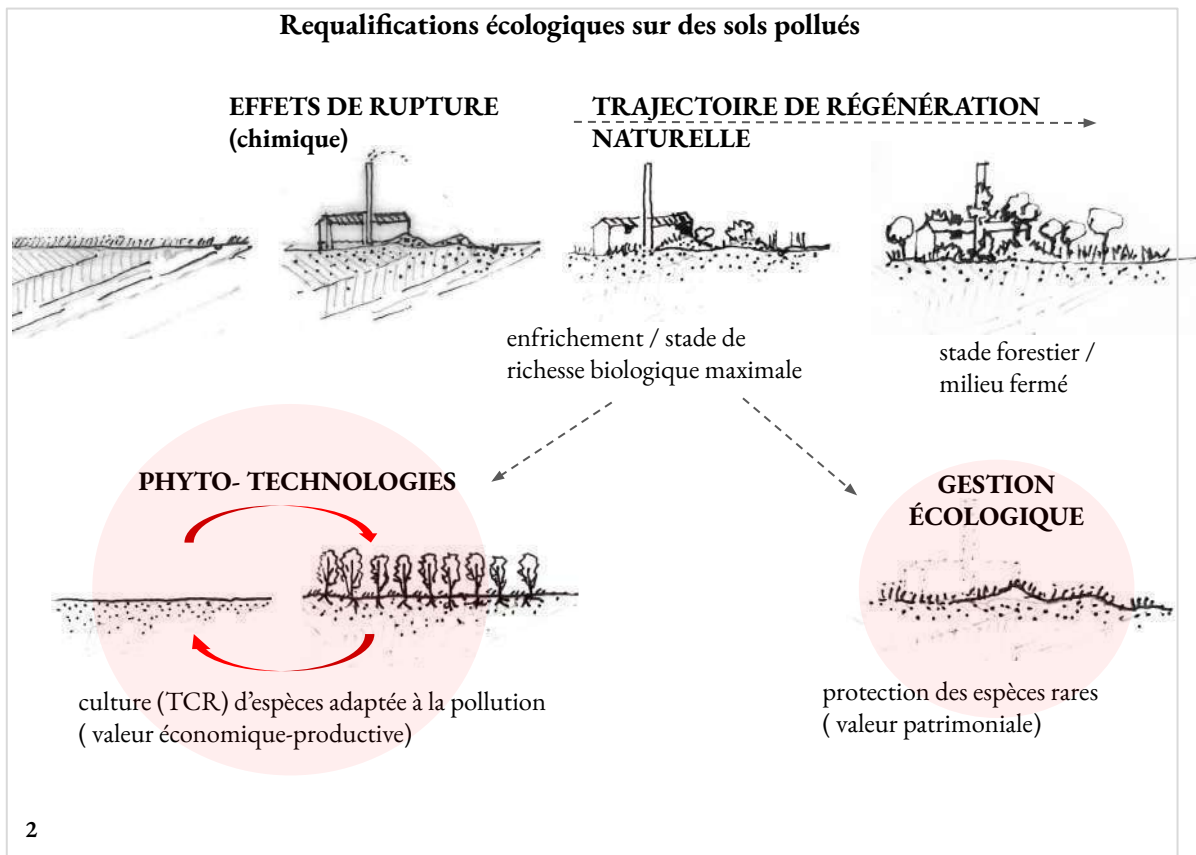 Requalifications écologiques sur des sols pollués
EFFETS DE RUPTURE
(chimique)
TRAJECTOIRE DE RÉGÉNÉRATION
NATURELLE
enfrichement / stade de
richesse biologique maximale
stade forestier /
milieu fermé
PHYTO- TECHNOLOGIES
culture (TCR) d’espèces adaptée à la pollution
( valeur économique-productive)
GESTION
ÉCOLOGIQUE
protection des espèces rares
( valeur patrimoniale)
2